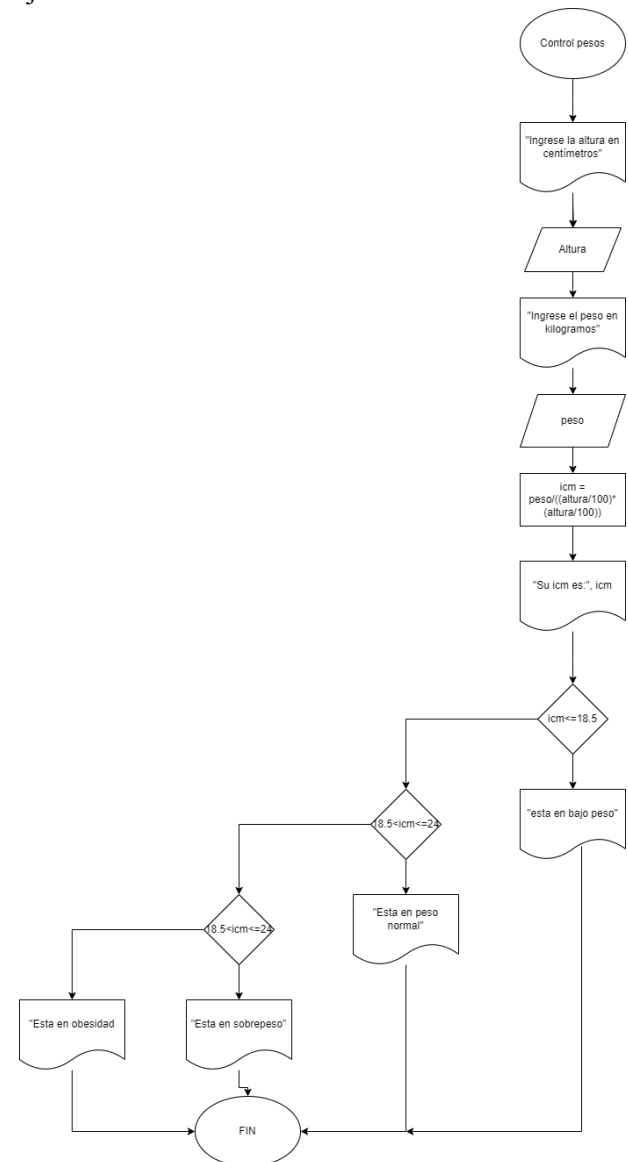 Control pesos
"Ingrese la altura en
centímetros"
Altura
"Ingrese el peso en
kilogramos"
peso
icm =
peso/((altura/100)*
(altura/100))
"Su icm es:", icm
icm<=18.5
"esta en bajo peso"
18.5<icm<=24
"Esta en peso
normal"
18.5<icm<=24
"Esta en obesidad
"Esta en sobrepeso"
FIN